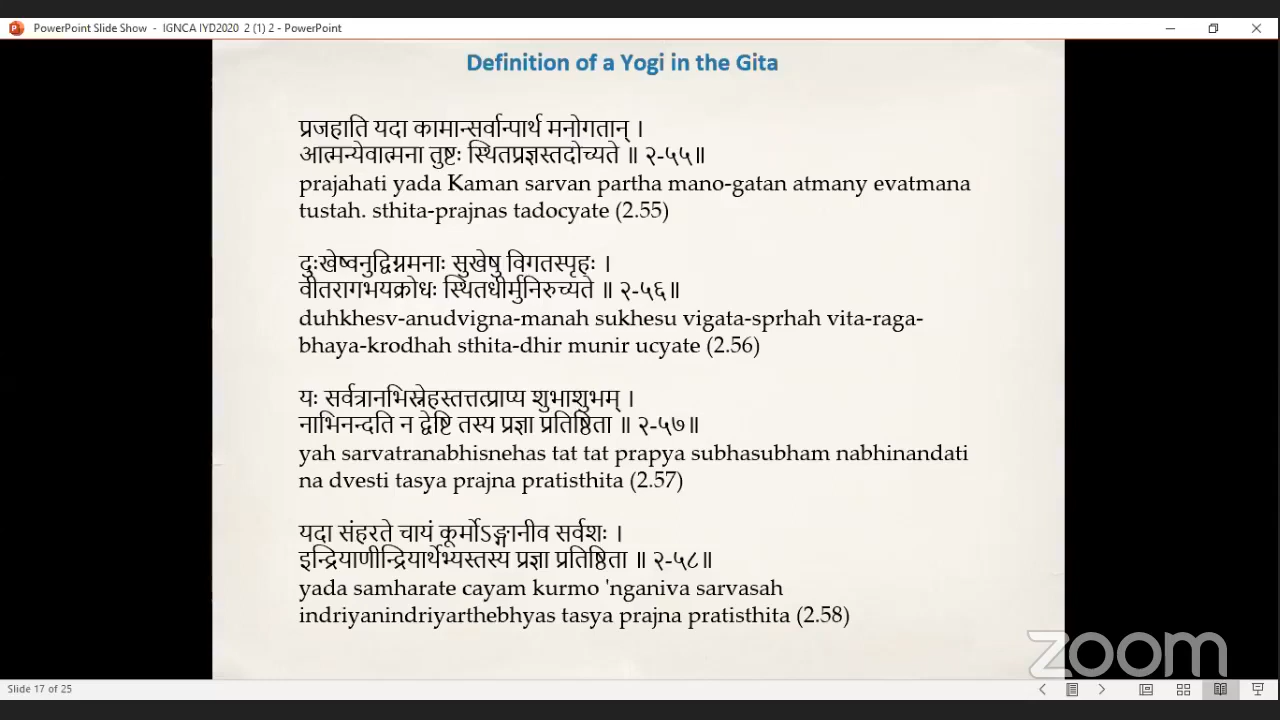 PowerPoint Slide Show - IGNCA IYD2020 2 (1) 2 - PowerPoint
Definition of a Yogi in the Gita
प्रजहाति यदा कामान्सर्वान्पार्थ मनोगतान् ।
आत्मन्येवात्मना तुष्टः स्थितप्रज्ञस्तदोच्यते ॥ २-५५॥
prajahati yada Kaman sarvan partha mano-gatan atmany evatmana
tustah. sthita-prajnas tadocyate (2.55)
दुःखेष्वनुद्विग्नमनाः सुखेषु विगतस्पृहः ।
वीतरागभयक्रोधः स्थितधीर्मुनिरुच्यते ॥ २-५६॥
duhkhesv-anudvigna-manah sukhesu vigata-sprhah vita-raga-
bhaya-krodhah sthita-dhir munir ucyate (2.56)
यः सर्वत्रानभिस्नेहस्तत्तत्प्राप्य शुभाशुभम् ।
नाभिनन्दति न द्वेष्टि तस्य प्रज्ञा प्रतिष्ठिता ॥ २-५७॥
yah sarvatranabhisnehas tat tat prapya subhasubham nabhinandati
na dvesti tasya prajna pratisthita (2.57)
यदा संहरते चायं कूर्मोऽङ्गानीव सर्वशः ।
इन्द्रियाणीन्द्रियार्थेभ्यस्तस्य प्रज्ञा प्रतिष्ठिता ॥ २-५८॥
yada samharate cayam kurmo 'nganiva sarvasah
indriyanindriyarthebhyas tasya prajna pratisthita (2.58)
zoom
Slide 17 of 25